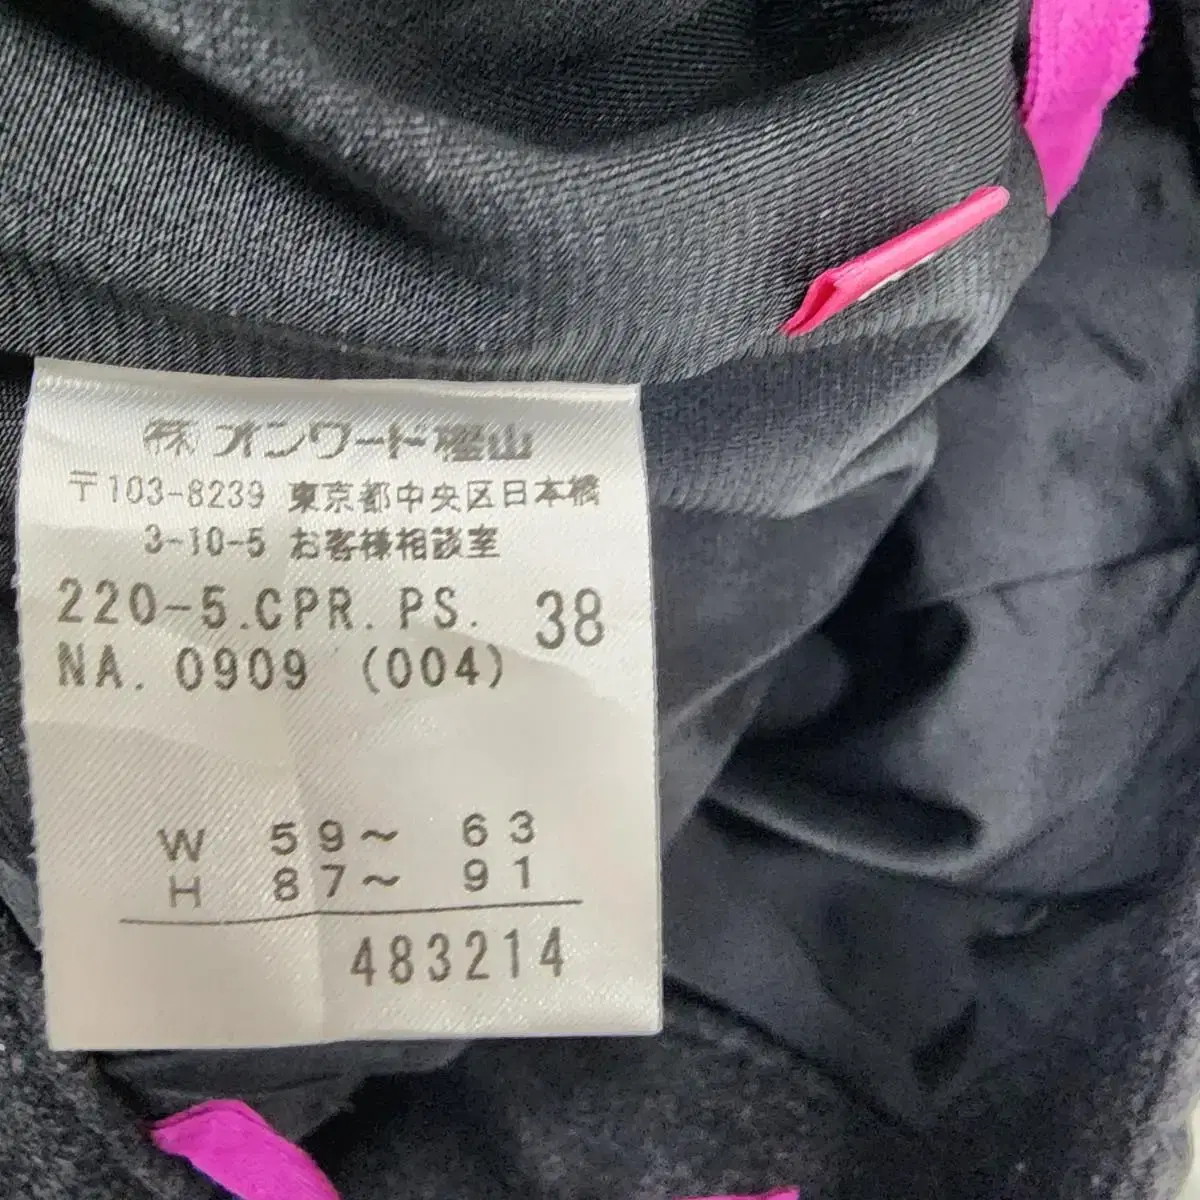 ㈱オンワード樫山
〒103-8239 東京都中央区日本橋
3-10-5 お客様相談室
220-5.CPR.PS. 38
NA. 0909 (004)
W 59~ 63
H 87~ 91
483214